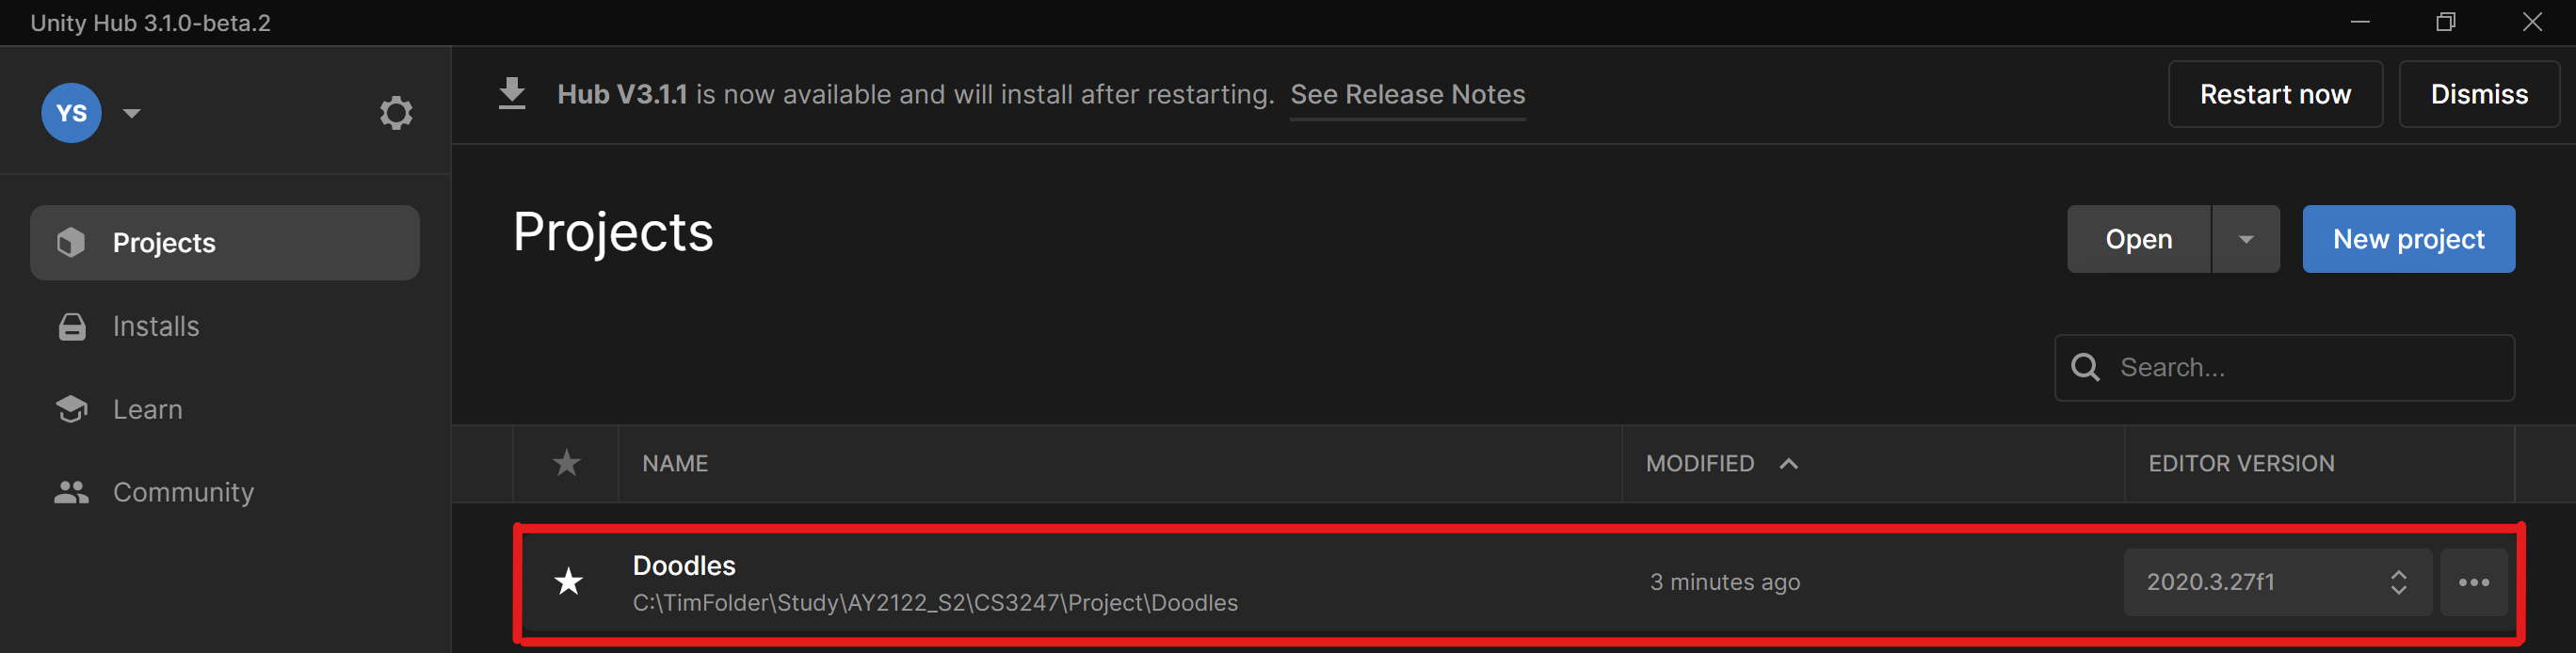 Unity Hub 3.1.0-beta.2
YS
Hub V3.1.1 is now available and will install after restarting. See Release Notes
Restart now
Dismiss
Projects
Installs
Learn
Community
Projects
Open
New project
Search...
NAME
MODIFIED
EDITOR VERSION
Doodles
C:\TimFolder\Study\AY2122_S2\CS3247\Project\Doodles
3 minutes ago
2020.3.27f1